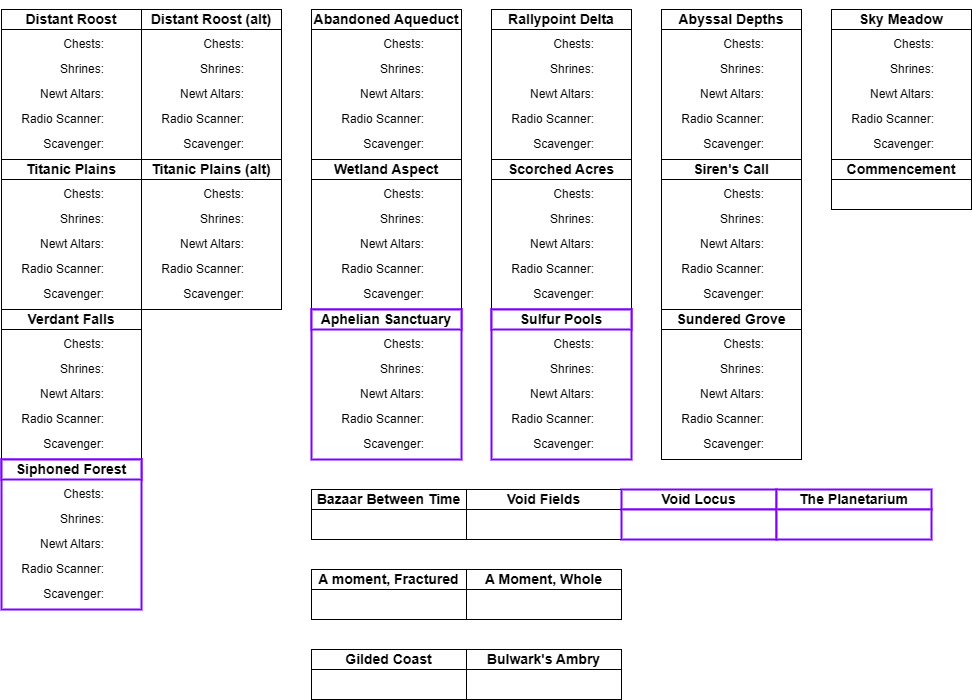 Distant Roost
Chests:
Shrines:
Newt Altars:
Radio Scanner:
Scavenger:
Distant Roost (alt)
Chests:
Shrines:
Newt Altars:
Radio Scanner:
Scavenger:
Titanic Plains
Chests:
Shrines:
Newt Altars:
Radio Scanner:
Scavenger:
Titanic Plains (alt)
Chests:
Shrines:
Newt Altars:
Radio Scanner:
Scavenger:
Verdant Falls
Chests:
Shrines:
Newt Altars:
Radio Scanner:
Scavenger:
Siphoned Forest
Chests:
Shrines:
Newt Altars:
Radio Scanner:
Scavenger:
Abandoned Aqueduct
Chests:
Shrines:
Newt Altars:
Radio Scanner:
Scavenger:
Wetland Aspect
Chests:
Shrines:
Newt Altars:
Radio Scanner:
Scavenger:
Aphelian Sanctuary
Chests:
Shrines:
Newt Altars:
Radio Scanner:
Scavenger:
Rallypoint Delta
Chests:
Shrines:
Newt Altars:
Radio Scanner:
Scavenger:
Scorched Acres
Chests:
Shrines:
Newt Altars:
Radio Scanner:
Scavenger:
Sulfur Pools
Chests:
Shrines:
Newt Altars:
Radio Scanner:
Scavenger:
Abyssal Depths
Chests:
Shrines:
Newt Altars:
Radio Scanner:
Scavenger:
Siren's Call
Chests:
Shrines:
Newt Altars:
Radio Scanner:
Scavenger:
Sundered Grove
Chests:
Shrines:
Newt Altars:
Radio Scanner:
Scavenger:
Sky Meadow
Chests:
Shrines:
Newt Altars:
Radio Scanner:
Scavenger:
Commencement
Bazaar Between Time
Void Fields
Void Locus
The Planetarium
A moment, Fractured
A Moment, Whole
Gilded Coast
Bulwark's Ambry